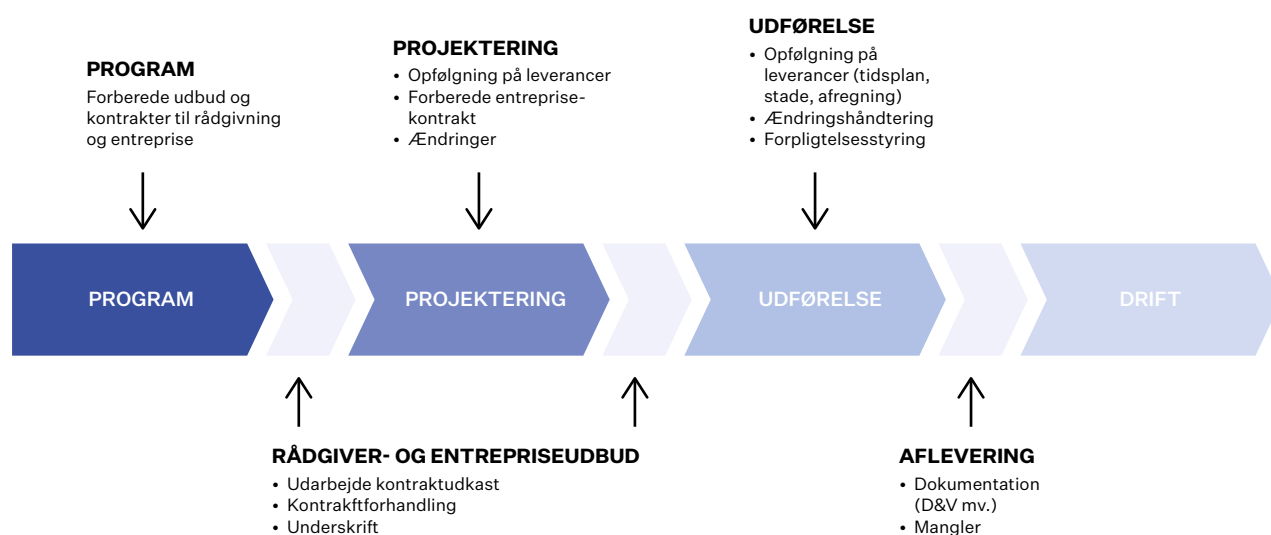 PROGRAM
Forberede udbud og
kontrakter til rådgivning
og entreprise
PROJEKTERING
• Opfølgning på leverancer
• Forberede entreprise-
kontrakt
• Ændringer
UDFØRELSE
• Opfølgning på
leverancer (tidsplan,
stade, afregning)
• Ændringshåndtering
• Forpligtelsesstyring
PROGRAM
PROJEKTERING
UDFØRELSE
DRIFT
RÅDGIVER- OG ENTREPRISEUDBUD
• Udarbejde kontraktudkast
• Kontrakftforhandling
• Underskrift
AFLEVERING
• Dokumentation
(D&V mv.)
• Mangler